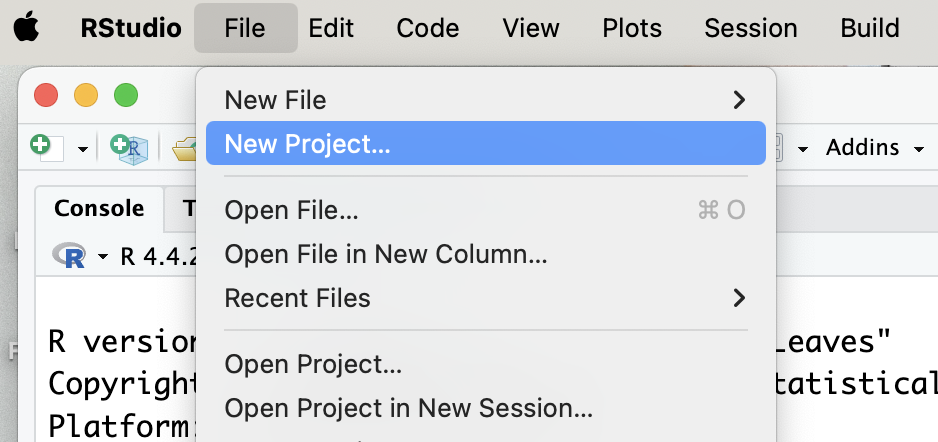 RStudio File Edit Code View Plots Session Build
New File
New Project...
Addins
Open File... ⌘ O
Console
Open File in New Column...
R 4.4.2
Recent Files
R version Leaves"
Open Project...
Copyright tatistical
Open Project in New Session...
Platform: